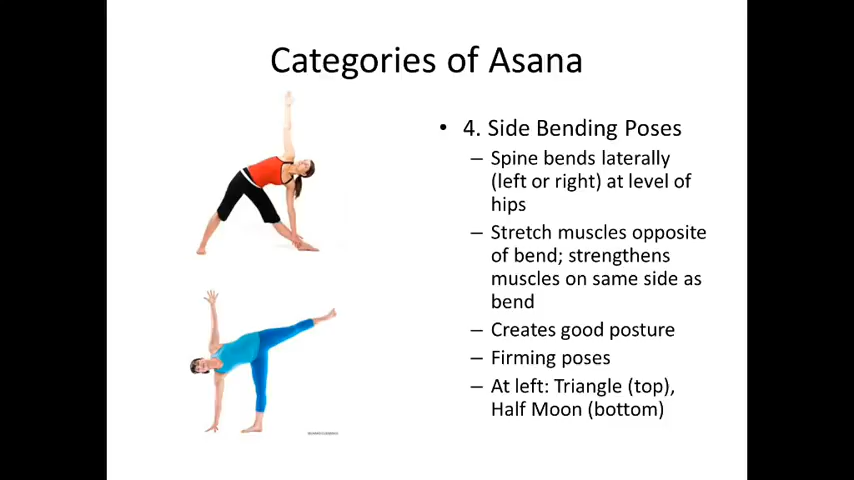 Categories of Asana
• 4. Side Bending Poses
– Spine bends laterally
(left or right) at level of
hips
– Stretch muscles opposite
of bend; strengthens
muscles on same side as
bend
– Creates good posture
– Firming poses
– At left: Triangle (top),
Half Moon (bottom)